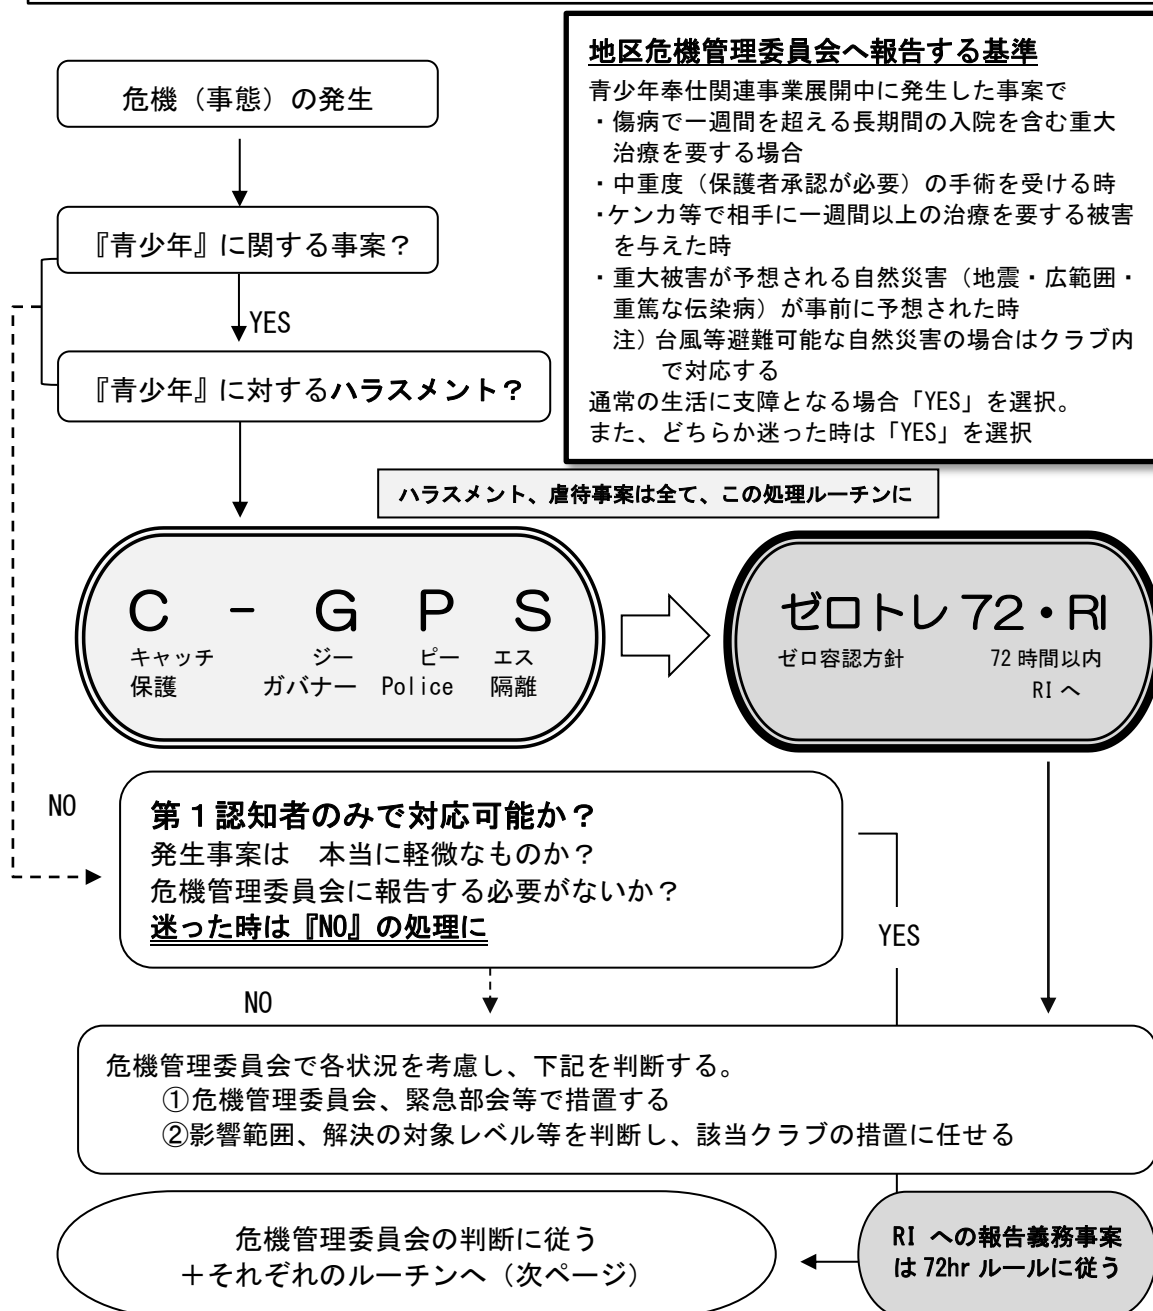 地区危機管理委員会へ報告する基準
青少年奉仕関連事業展開中に発生した事案で
・傷病で一週間を超える長期間の入院を含む重大
治療を要する場合
・中重度（保護者承認が必要）の手術を受ける時
・ケンカ等で相手に一週間以上の治療を要する被害
を与えた時
・重大被害が予想される自然災害（地震・広範囲・
重篤な伝染病）が事前に予想された時
注）台風等避難可能な自然災害の場合はクラブ内
で対応する
通常の生活に支障となる場合「YES」を選択。
また、どちらか迷った時は「YES」を選択
危機（事態）の発生
『青少年』に関する事案？
YES
『青少年』に対するハラスメント？
ハラスメント、虐待事案は全て、この処理ルーチンに
C － G P S
キャッチ ジー ピー エス
保護 ガバナー Police 隔離
ゼロトレ 72・RI
ゼロ容認方針 72 時間以内
RI へ
NO
第１認知者のみで対応可能か？
発生事案は 本当に軽微なものか？
危機管理委員会に報告する必要がないか？
迷った時は『NO』の処理に
YES
NO
危機管理委員会で各状況を考慮し、下記を判断する。
①危機管理委員会、緊急部会等で措置する
②影響範囲、解決の対象レベル等を判断し、該当クラブの措置に任せる
危機管理委員会の判断に従う
＋それぞれのルーチンへ（次ページ）
RI への報告義務事案
は 72hr ルールに従う